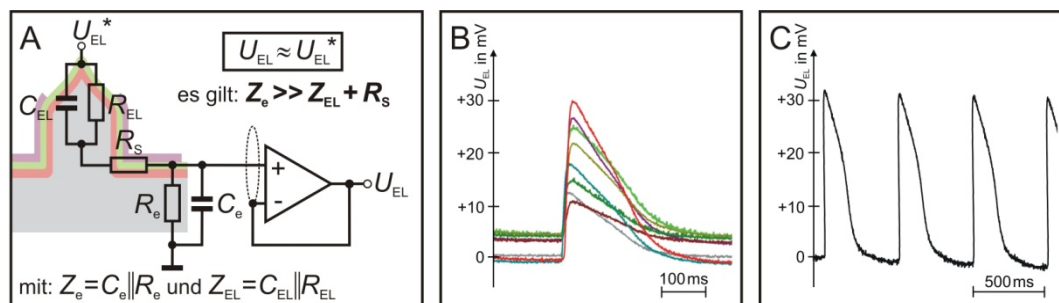 A
U_EL*
U_EL ≈ U_EL*
es gilt: Z_e >> Z_EL + R_S
C_EL
R_EL
R_S
R_e
C_e
+
-
U_EL
mit: Z_e = C_e||R_e und Z_EL = C_EL||R_EL
B
U_EL in mV
+30
+20
+10
0
100 ms
C
U_EL in mV
+30
+20
+10
0
500 ms